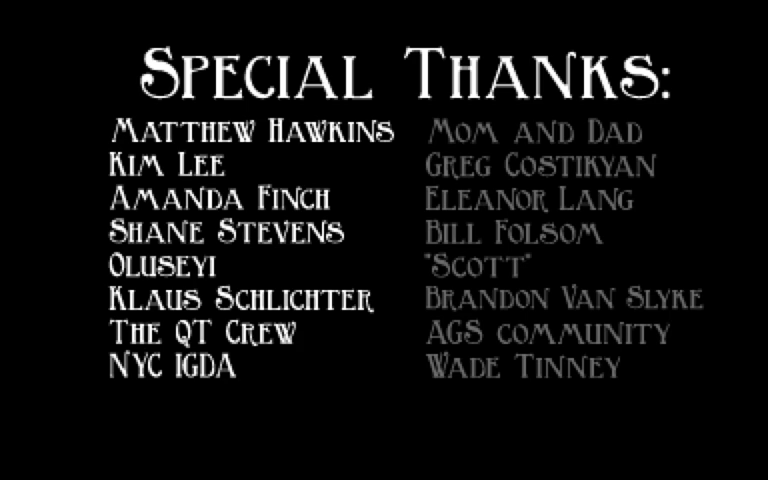 Special Thanks:
Matthew Hawkins
Kim Lee
Amanda Finch
Shane Stevens
Oluseyi
Klaus Schlichter
The QT Crew
NYC IGDA
Mom and Dad
Greg Costikyan
Eleanor Lang
Bill Folsom
"Scott"
Brandon Van Slyke
AGS community
Wade Tinney